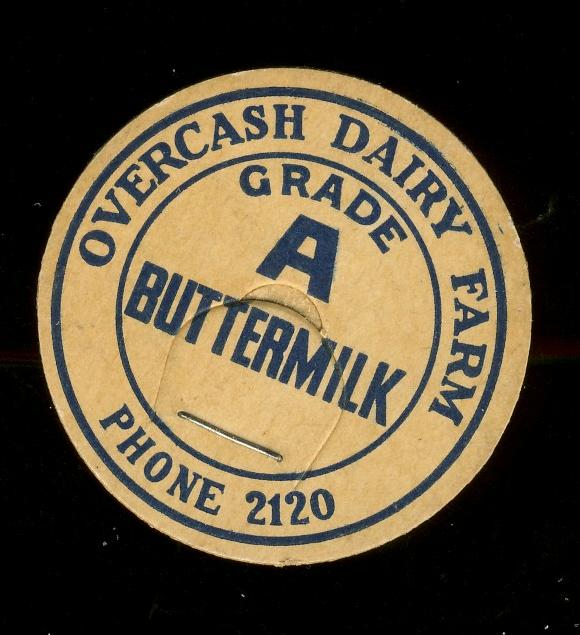 OVERCASH DAIRY FARM
GRADE
A
BUTTERMILK
PHONE 2120